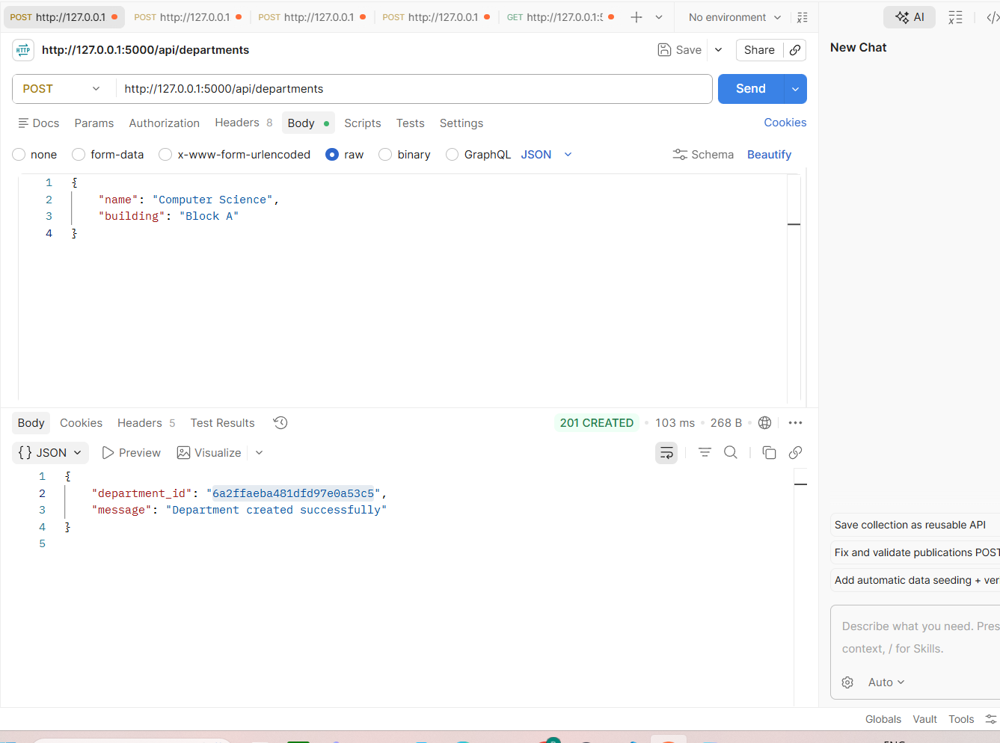 POST http://127.0.0.1 POST http://127.0.0.1 POST http://127.0.0.1 POST http://127.0.0.1 GET http://127.0.0.1:5 No environment
AI
HTTP http://127.0.0.1:5000/api/departments Save Share
New Chat
POST http://127.0.0.1:5000/api/departments Send
Docs Params Authorization Headers 8 Body Scripts Tests Settings Cookies
none form-data x-www-form-urlencoded raw binary GraphQL JSON Schema Beautify
1 {
2 "name": "Computer Science",
3 "building": "Block A"
4 }
Body Cookies Headers 5 Test Results 201 CREATED 103 ms 268 B
{} JSON Preview Visualize
1 {
2 "department_id": "6a2ffaeba481dfd97e0a53c5",
3 "message": "Department created successfully"
4 }
5
Save collection as reusable API
Fix and validate publications POST
Add automatic data seeding + ver
Describe what you need. Pres
context, / for Skills.
Auto
Globals Vault Tools
ENG